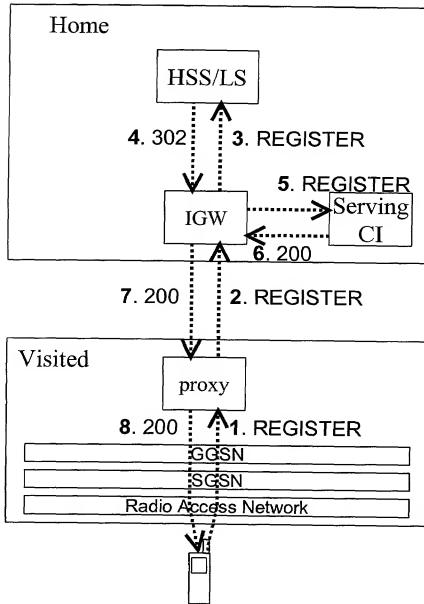 Home
HSS/LS
4. 302
3. REGISTER
5. REGISTER
IGW
Serving
CI
6. 200
7. 200
2. REGISTER
Visited
proxy
8. 200
1. REGISTER
GGSN
SGSN
Radio Access Network